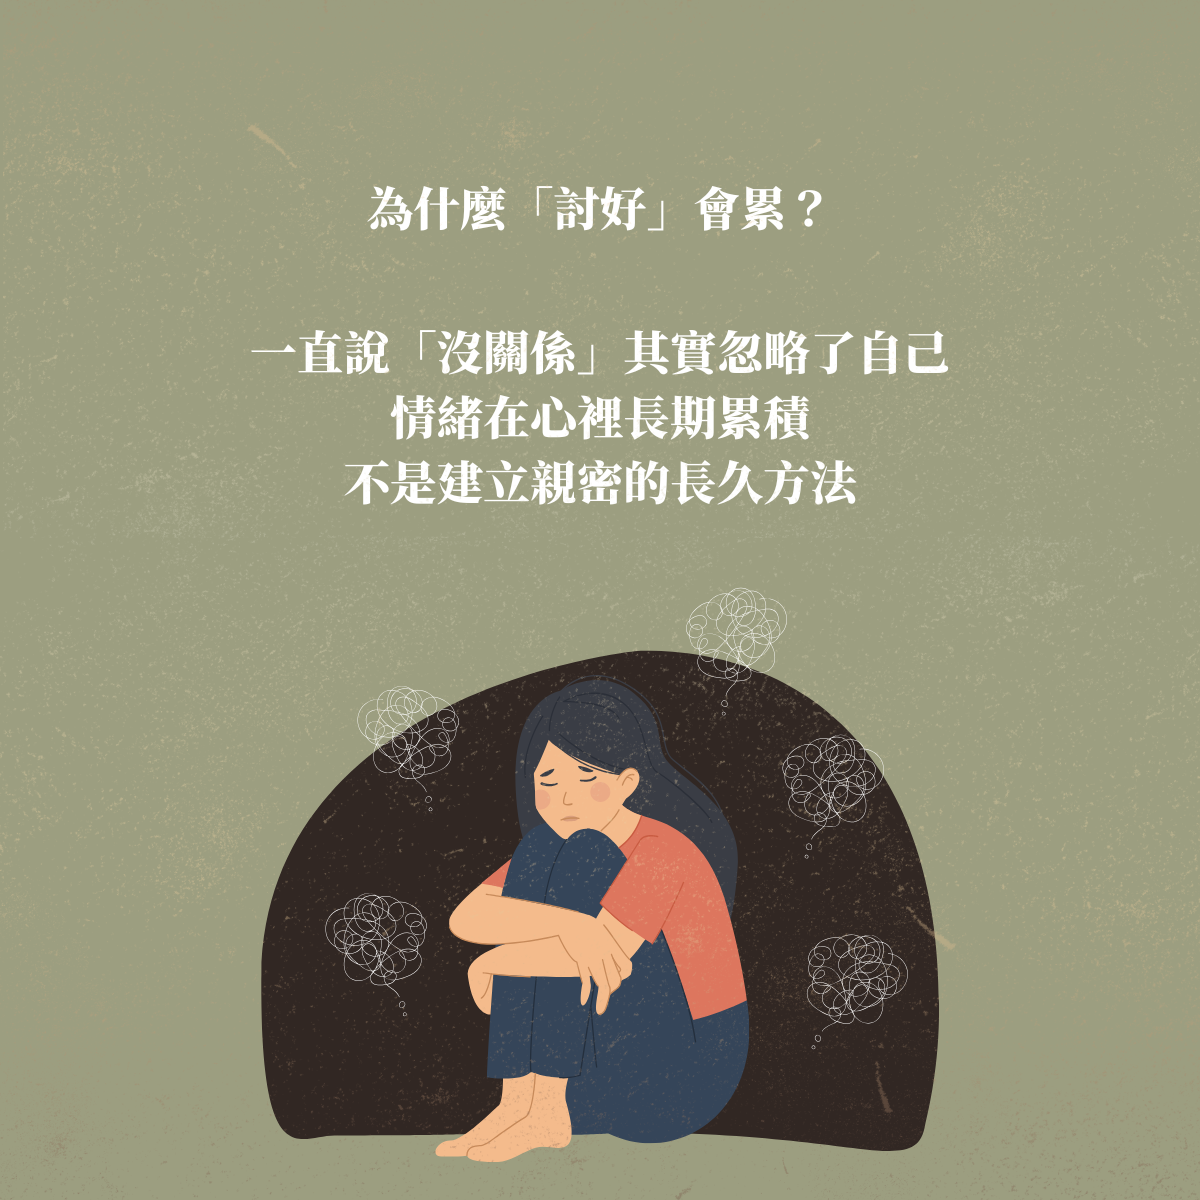 為什麼「討好」會累？
一直說「沒關係」其實忽略了自己
情緒在心裡長期累積
不是建立親密的長久方法